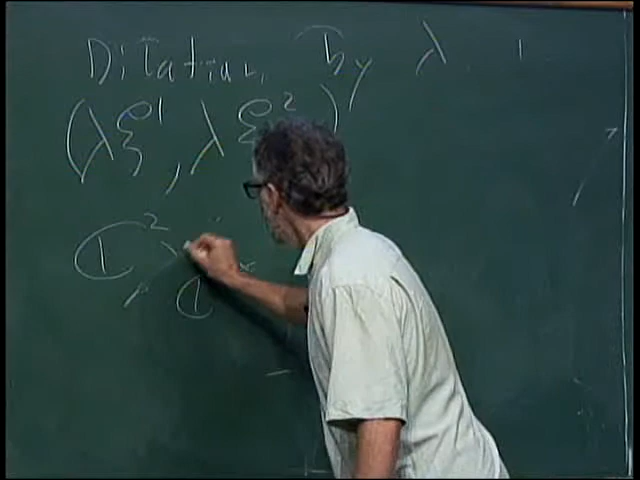 Dilation by λ
(λξ¹, λξ²)
ℂ² \
ℂ